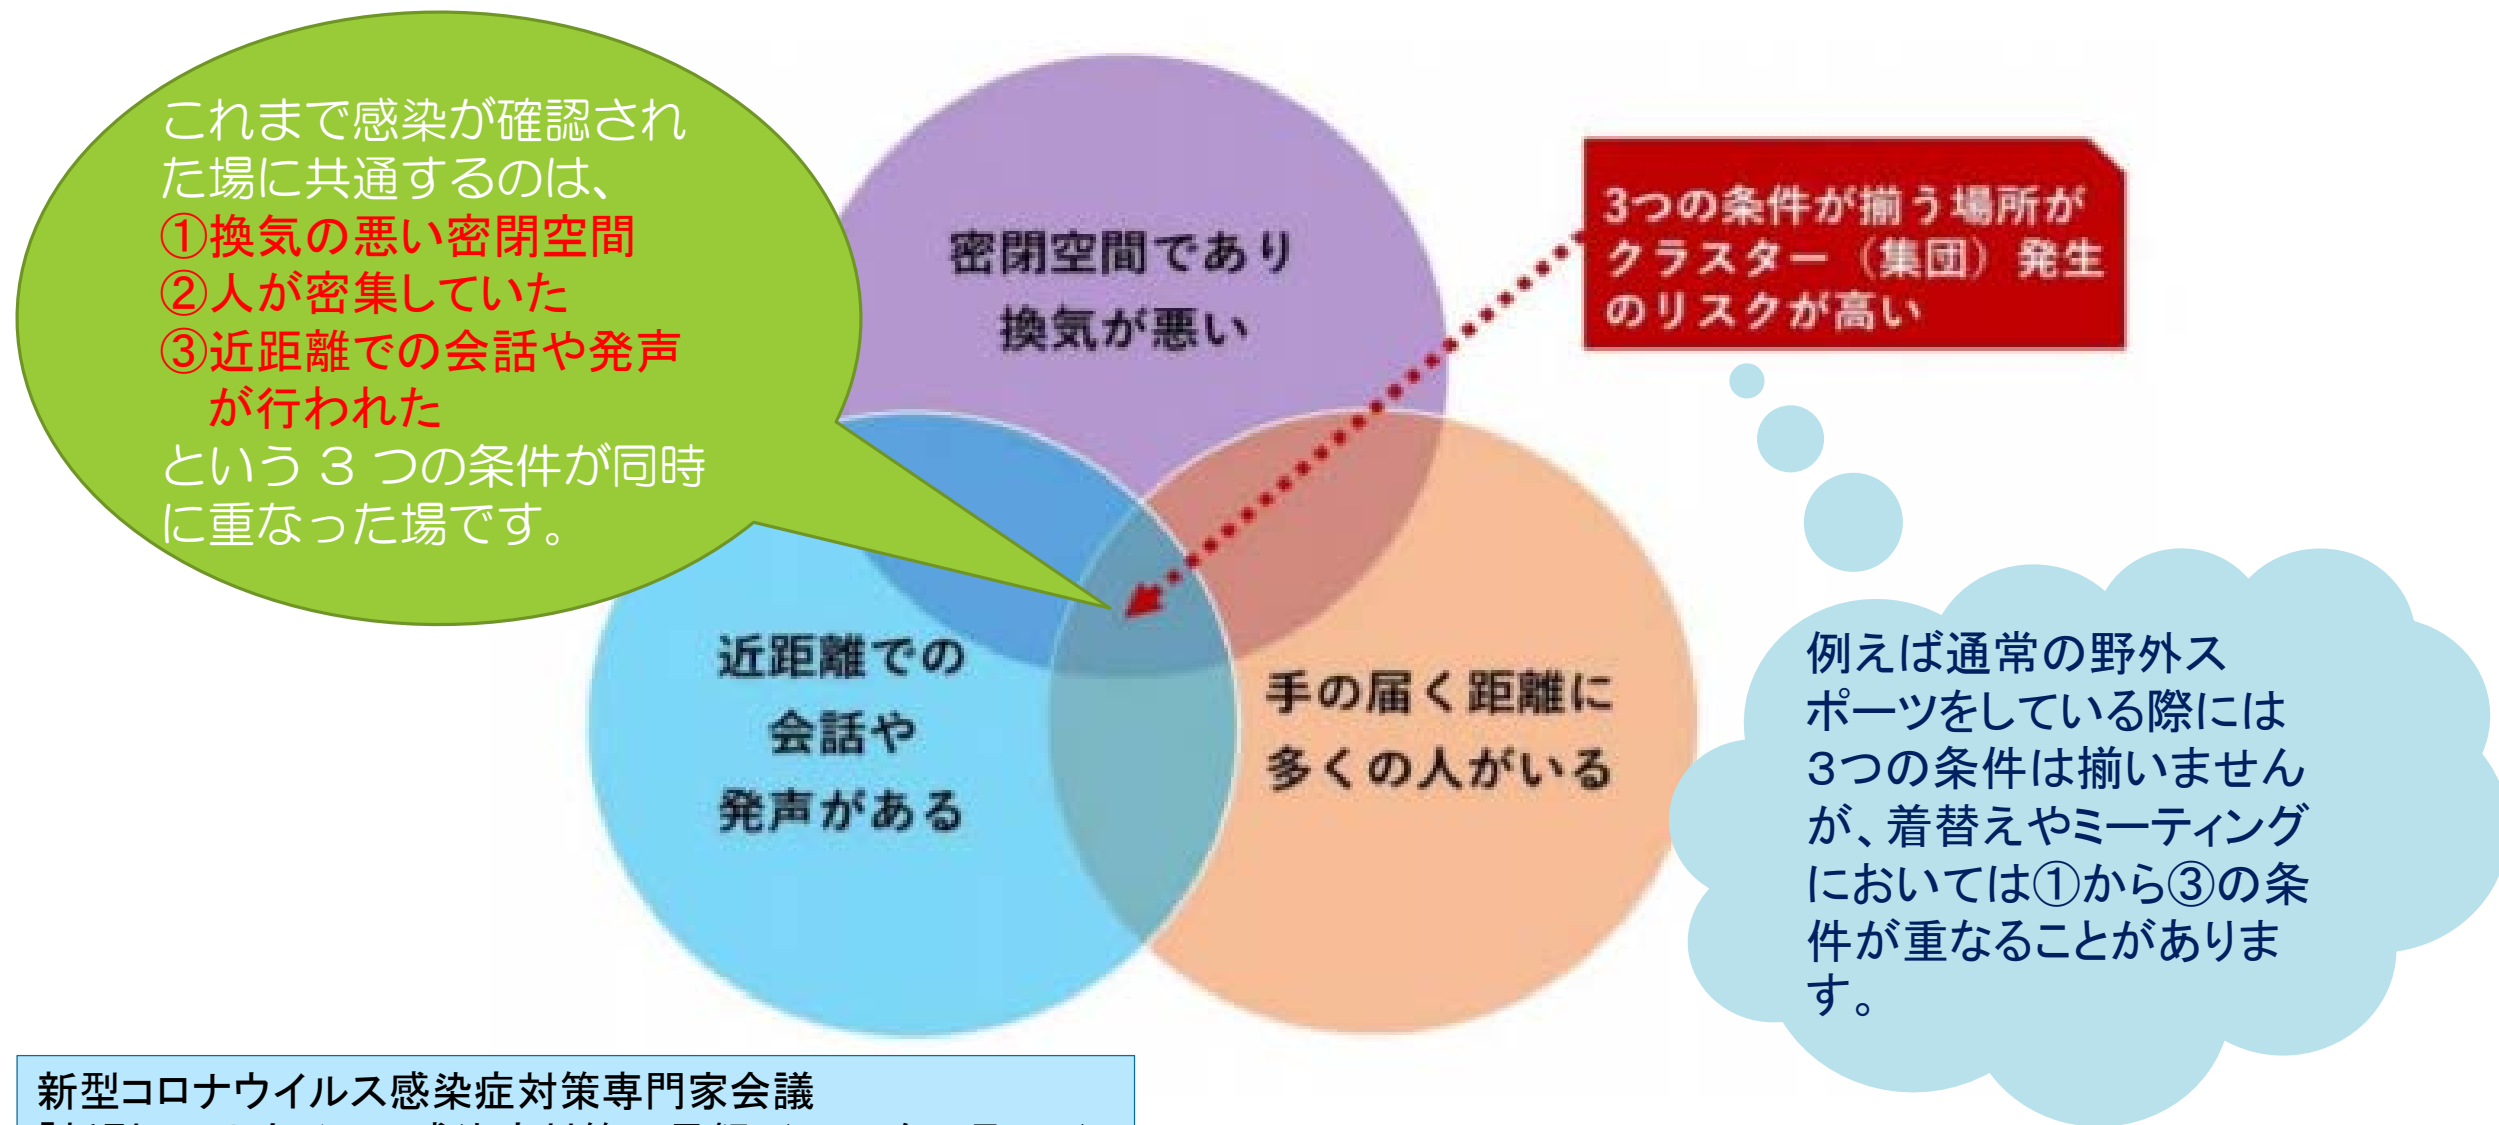 これまで感染が確認され
た場に共通するのは、
①換気の悪い密閉空間
②人が密集していた
③近距離での会話や発声
が行われた
という３つの条件が同時
に重なった場です。
密閉空間であり
換気が悪い
3つの条件が揃う場所が
クラスター（集団）発生
のリスクが高い
近距離での
会話や
発声がある
手の届く距離に
多くの人がいる
例えば通常の野外ス
ポーツをしている際には
３つの条件は揃いません
が、着替えやミーティング
においては①から③の条
件が重なることがありま
す。
新型コロナウイルス感染症対策専門家会議